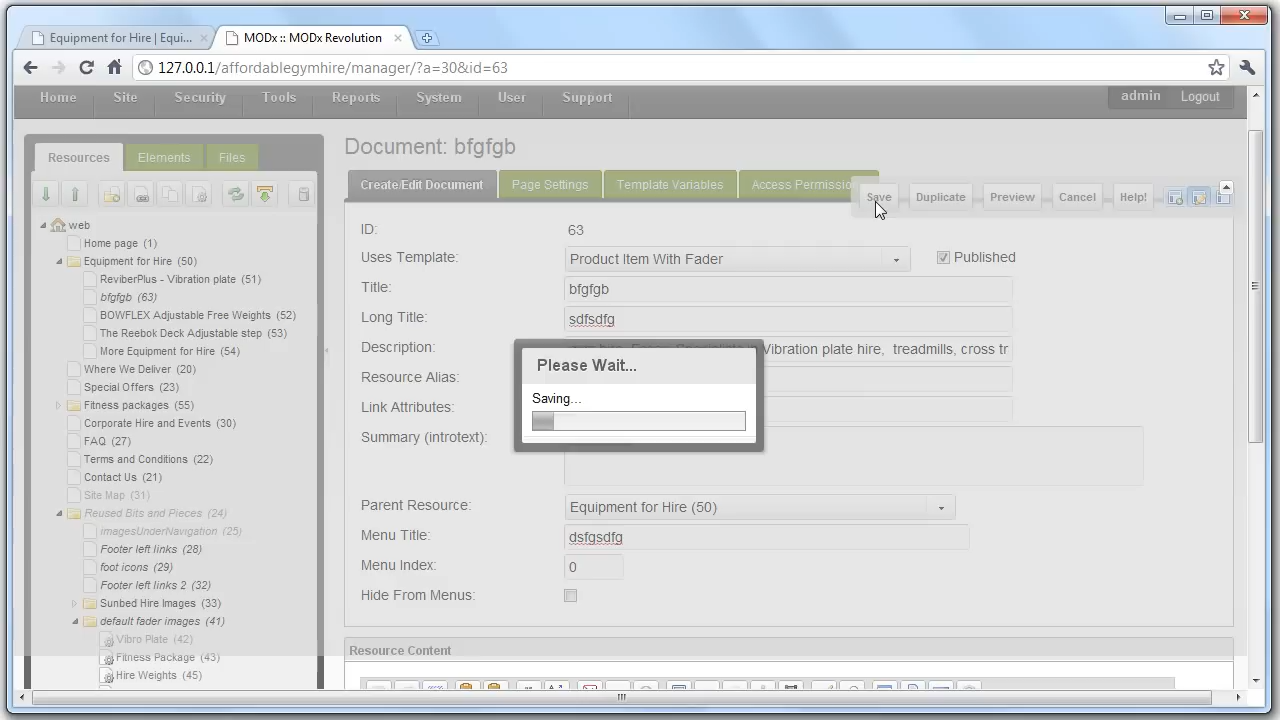 Equipment for Hire | Equi...
MODx :: MODx Revolution
127.0.0.1/affordablegymhire/manager/?a=30&id=63
Home Site Security Tools Reports System User Support
admin Logout
Resources Elements Files
web
Home page (1)
Equipment for Hire (50)
ReviberPlus - Vibration plate (51)
bfgfgb (63)
BOWFLEX Adjustable Free Weights (52)
The Reebok Deck Adjustable step (53)
More Equipment for Hire (54)
Where We Deliver (20)
Special Offers (23)
Fitness packages (55)
Corporate Hire and Events (30)
FAQ (27)
Terms and Conditions (22)
Contact Us (21)
Site Map (31)
Reused Bits and Pieces (24)
imagesUnderNavigation (25)
Footer left links (28)
foot icons (29)
Footer left links 2 (32)
Sunbed Hire Images (33)
default fader images (41)
Vibro Plate (42)
Fitness Package (43)
Hire Weights (45)
Document: bfgfgb
Create/Edit Document Page Settings Template Variables Access Permissio
Save Duplicate Preview Cancel Help!
ID: 63
Uses Template: Product Item With Fader Published
Title: bfgfgb
Long Title: sdfsdfg
Description: Vibration plate hire, treadmills, cross tr
Resource Alias:
Link Attributes:
Summary (introtext):
Please Wait...
Saving...
Parent Resource: Equipment for Hire (50)
Menu Title: dsfgsdfg
Menu Index: 0
Hide From Menus:
Resource Content